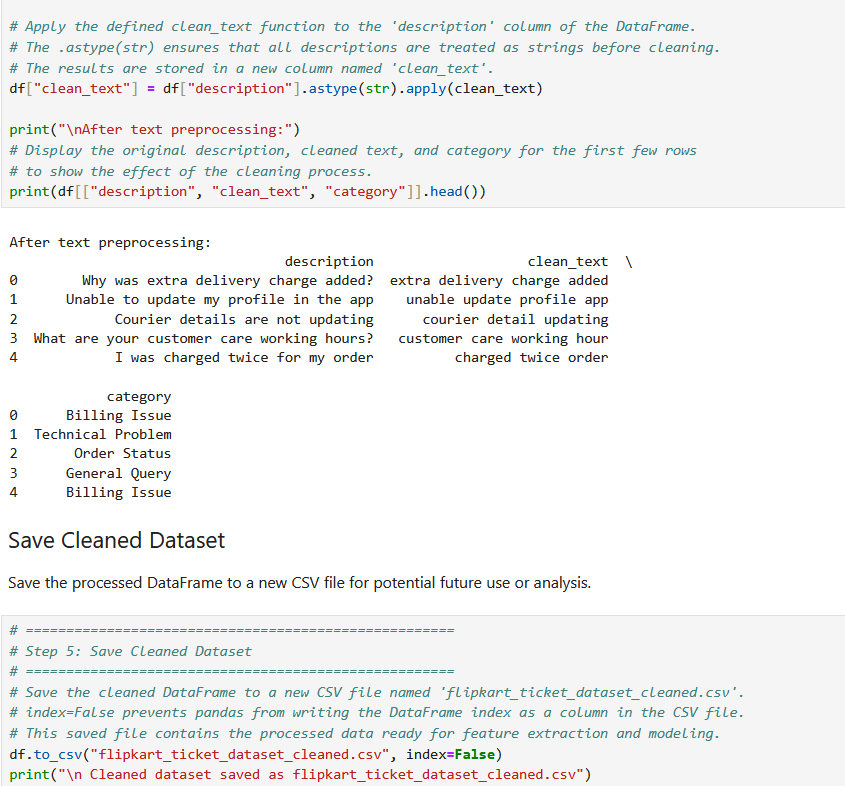 # Apply the defined clean_text function to the 'description' column of the DataFrame.
# The .astype(str) ensures that all descriptions are treated as strings before cleaning.
# The results are stored in a new column named 'clean_text'.
df["clean_text"] = df["description"].astype(str).apply(clean_text)

print("\nAfter text preprocessing:")
# Display the original description, cleaned text, and category for the first few rows
# to show the effect of the cleaning process.
print(df[["description", "clean_text", "category"]].head())

After text preprocessing:
                                   description                    clean_text  \
0        Why was extra delivery charge added?  extra delivery charge added
1      Unable to update my profile in the app    unable update profile app
2            Courier details are not updating      courier detail updating
3  What are your customer care working hours?   customer care working hour
4            I was charged twice for my order          charged twice order

            category
0      Billing Issue
1  Technical Problem
2       Order Status
3      General Query
4      Billing Issue

Save Cleaned Dataset
Save the processed DataFrame to a new CSV file for potential future use or analysis.

# =====================================================
# Step 5: Save Cleaned Dataset
# =====================================================
# Save the cleaned DataFrame to a new CSV file named 'flipkart_ticket_dataset_cleaned.csv'.
# index=False prevents pandas from writing the DataFrame index as a column in the CSV file.
# This saved file contains the processed data ready for feature extraction and modeling.
df.to_csv("flipkart_ticket_dataset_cleaned.csv", index=False)
print("\n Cleaned dataset saved as flipkart_ticket_dataset_cleaned.csv")